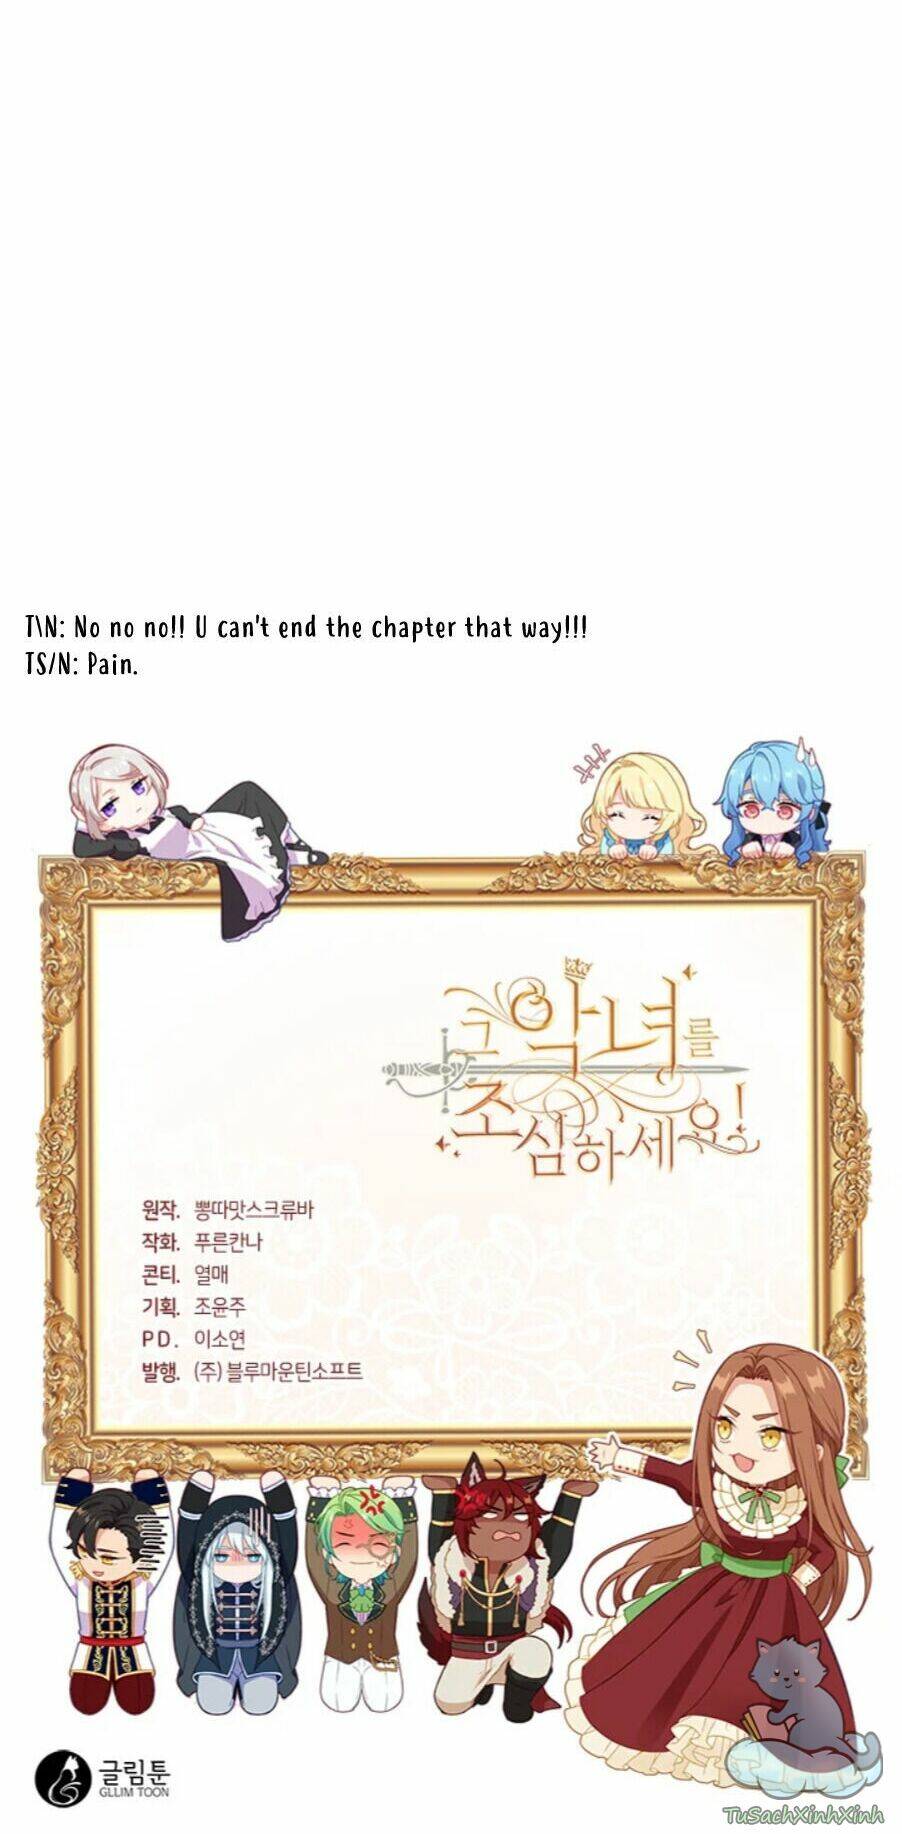 T\N: No no no!! U can't end the chapter that way!!!
TS/N: Pain.
그 악녀를
조심하세요!
원작. 뽕따맛스크류바
작화. 푸른칸나
콘티. 열매
기획. 조윤주
PD. 이소연
발행. (주)블루마운틴소프트
글림툰
GLLIM TOON
TuSachXinhXinh